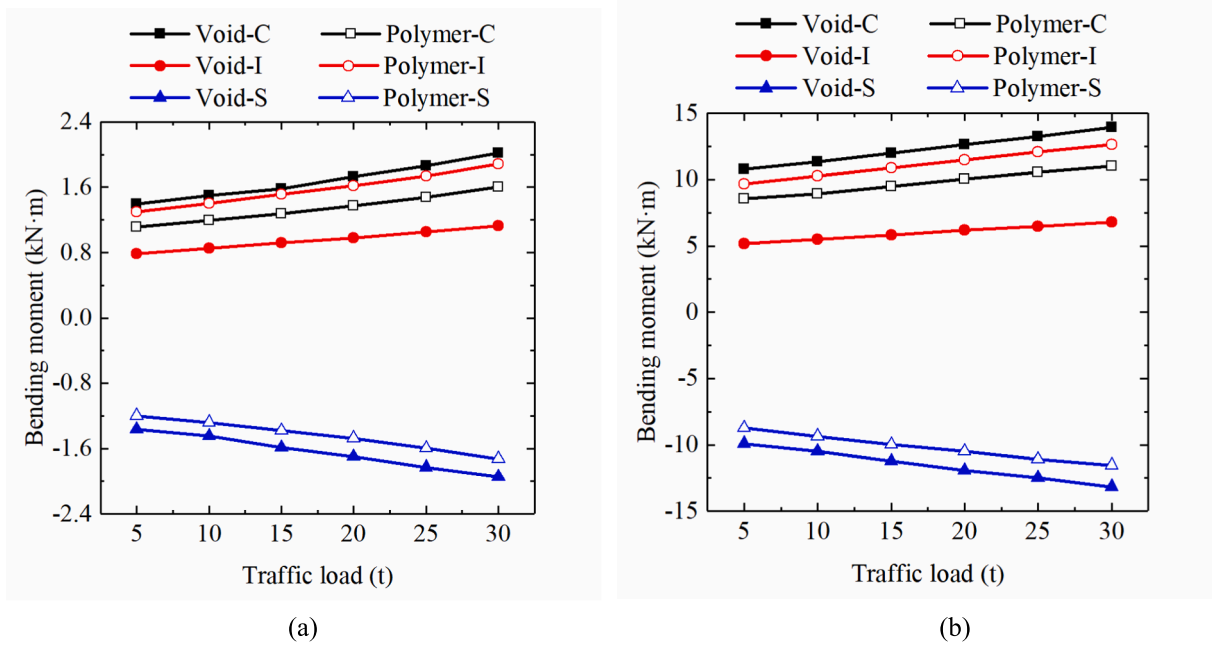 Void-C Polymer-C
Void-I Polymer-I
Void-S Polymer-S
2.4
1.6
0.8
0.0
-0.8
-1.6
-2.4
Bending moment (kN·m)
5 10 15 20 25 30
Traffic load (t)
(a)
Void-C Polymer-C
Void-I Polymer-I
Void-S Polymer-S
15
10
5
0
-5
-10
-15
Bending moment (kN·m)
5 10 15 20 25 30
Traffic load (t)
(b)